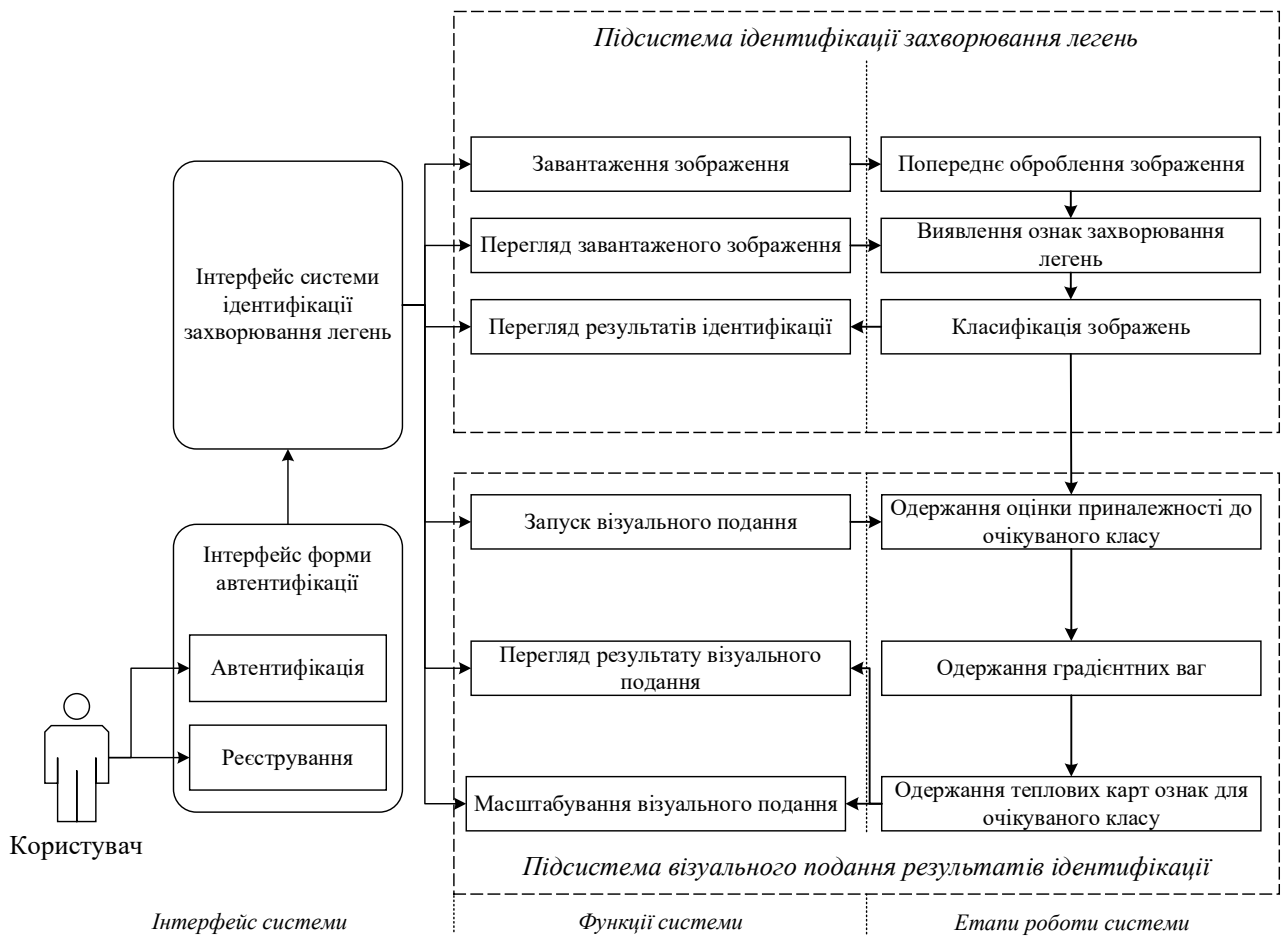 Підсистема ідентифікації захворювання легень
Завантаження зображення
Попереднє оброблення зображення
Перегляд завантаженого зображення
Виявлення ознак захворювання
легень
Інтерфейс системи
ідентифікації
захворювання легень
Перегляд результатів ідентифікації
Класифікація зображень
Запуск візуального подання
Одержання оцінки приналежності до
очікуваного класу
Інтерфейс форми
автентифікації
Автентифікація
Перегляд результату візуального
подання
Одержання градієнтних ваг
Реєстрування
Масштабування візуального подання
Одержання теплових карт ознак для
очікуваного класу
Користувач
Підсистема візуального подання результатів ідентифікації
Інтерфейс системи
Функції системи
Етапи роботи системи